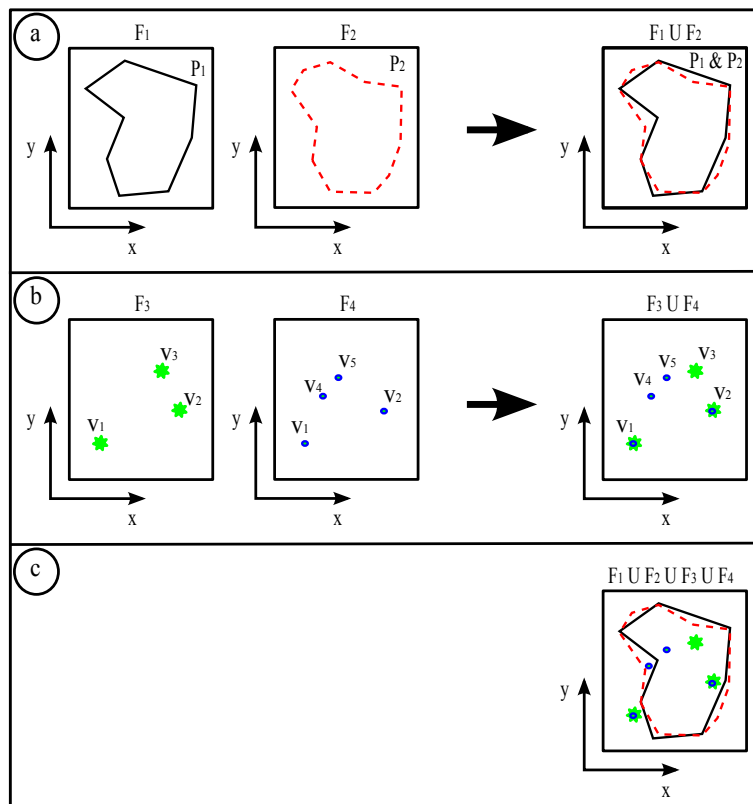 a
F1
F2
F1 U F2
P1
P2
P1 & P2
y
y
y
x
x
x
b
F3
F4
F3 U F4
v3
v5
v5
v3
v4
v4
v2
v2
v2
v1
v1
v1
y
y
y
x
x
x
c
F1 U F2 U F3 U F4
y
x